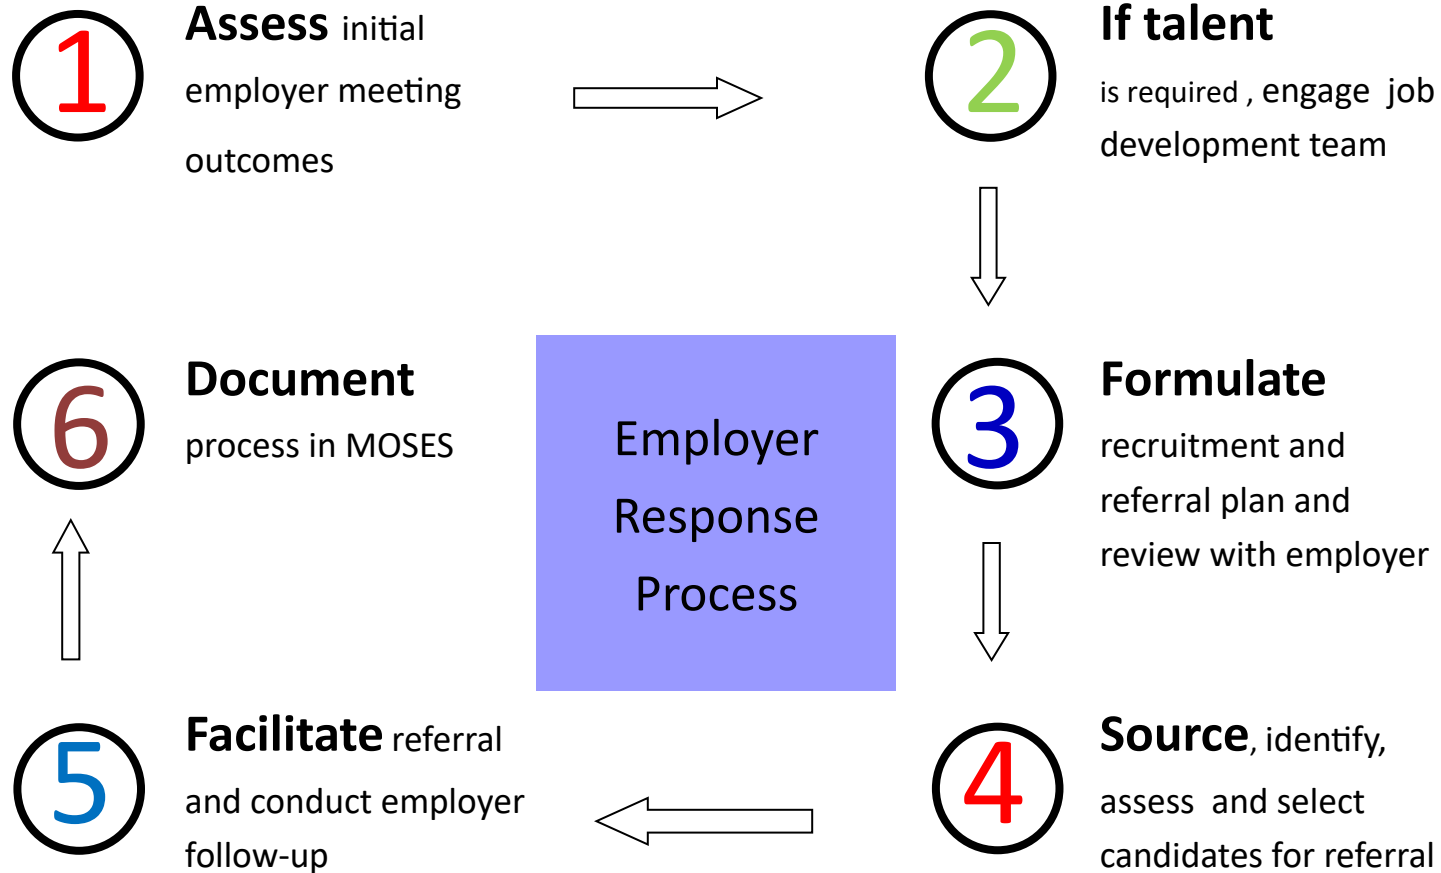 1
Assess initial
employer meeting
outcomes
2
If talent
is required , engage  job
development team
3
Formulate
recruitment and
referral plan and
review with employer
4
Source, identify,
assess  and select
candidates for referral
5
Facilitate referral
and conduct employer
follow-up
6
Document
process in MOSES
Employer
Response
Process